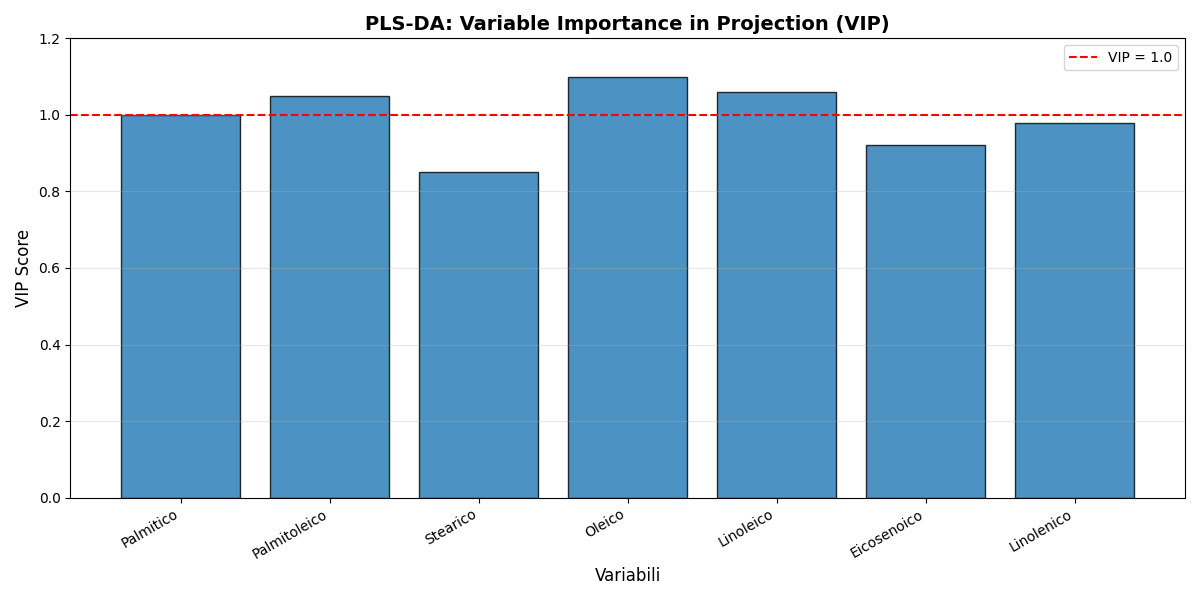 PLS-DA: Variable Importance in Projection (VIP)
VIP = 1.0
VIP Score
1.2
1.0
0.8
0.6
0.4
0.2
0.0
Palmitico
Palmitoleico
Stearico
Oleico
Linoleico
Eicosenoico
Linolenico
Variabili